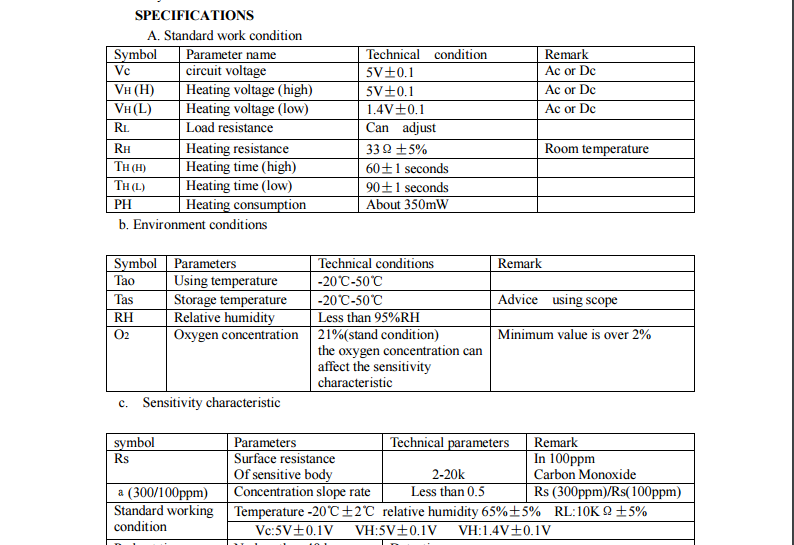 SPECIFICATIONS
A. Standard work condition
Symbol Parameter name Technical condition Remark
Vc circuit voltage 5V±0.1 Ac or Dc
VH (H) Heating voltage (high) 5V±0.1 Ac or Dc
VH (L) Heating voltage (low) 1.4V±0.1 Ac or Dc
RL Load resistance Can adjust
RH Heating resistance 33Ω±5% Room temperature
TH (H) Heating time (high) 60±1 seconds
TH (L) Heating time (low) 90±1 seconds
PH Heating consumption About 350mW
b. Environment conditions
Symbol Parameters Technical conditions Remark
Tao Using temperature -20℃-50℃
Tas Storage temperature -20℃-50℃ Advice using scope
RH Relative humidity Less than 95%RH
O2 Oxygen concentration 21%(stand condition) Minimum value is over 2%
the oxygen concentration can
affect the sensitivity
characteristic
c. Sensitivity characteristic
symbol Parameters Technical parameters Remark
Rs Surface resistance In 100ppm
Of sensitive body 2-20k Carbon Monoxide
a (300/100ppm) Concentration slope rate Less than 0.5 Rs (300ppm)/Rs(100ppm)
Standard working Temperature -20℃±2℃ relative humidity 65%±5% RL:10KΩ±5%
condition Vc:5V±0.1V VH:5V±0.1V VH:1.4V±0.1V